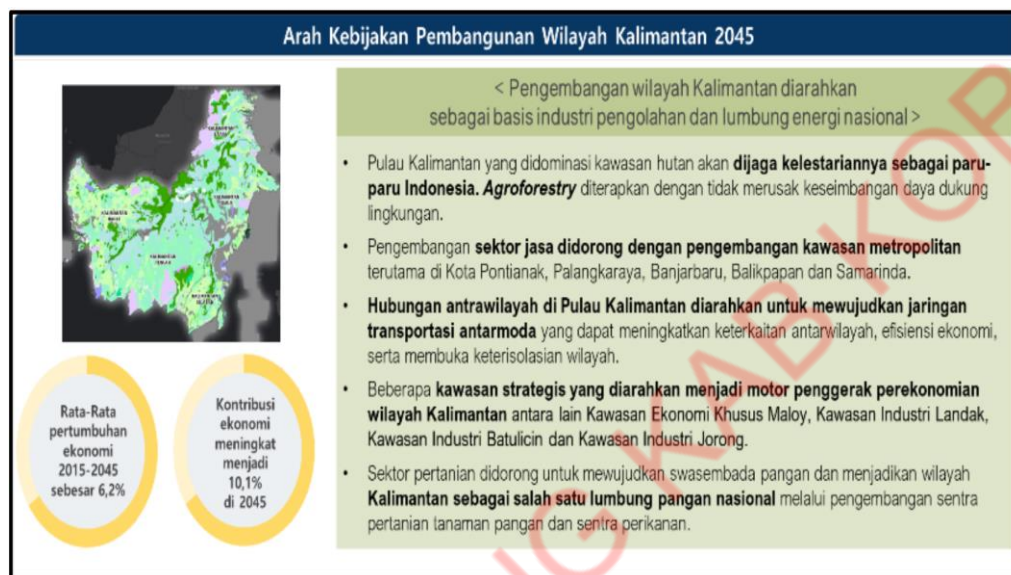 Arah Kebijakan Pembangunan Wilayah Kalimantan 2045
< Pengembangan wilayah Kalimantan diarahkan
sebagai basis industri pengolahan dan lumbung energi nasional >
• Pulau Kalimantan yang didominasi kawasan hutan akan dijaga kelestariannya sebagai paru-
paru Indonesia. Agroforestry diterapkan dengan tidak merusak keseimbangan daya dukung
lingkungan.
• Pengembangan sektor jasa didorong dengan pengembangan kawasan metropolitan
terutama di Kota Pontianak, Palangkaraya, Banjarbaru, Balikpapan dan Samarinda.
• Hubungan antrawilayah di Pulau Kalimantan diarahkan untuk mewujudkan jaringan
transportasi antarmoda yang dapat meningkatkan keterkaitan antarwilayah, efisiensi ekonomi,
serta membuka keterisolasian wilayah.
• Beberapa kawasan strategis yang diarahkan menjadi motor penggerak perekonomian
wilayah Kalimantan antara lain Kawasan Ekonomi Khusus Maloy, Kawasan Industri Landak,
Kawasan Industri Batulicin dan Kawasan Industri Jorong.
• Sektor pertanian didorong untuk mewujudkan swasembada pangan dan menjadikan wilayah
Kalimantan sebagai salah satu lumbung pangan nasional melalui pengembangan sentra
pertanian tanaman pangan dan sentra perikanan.
Rata-Rata
pertumbuhan
ekonomi
2015-2045
sebesar 6,2%
Kontribusi
ekonomi
meningkat
menjadi
10,1%
di 2045
NG KAB KOP